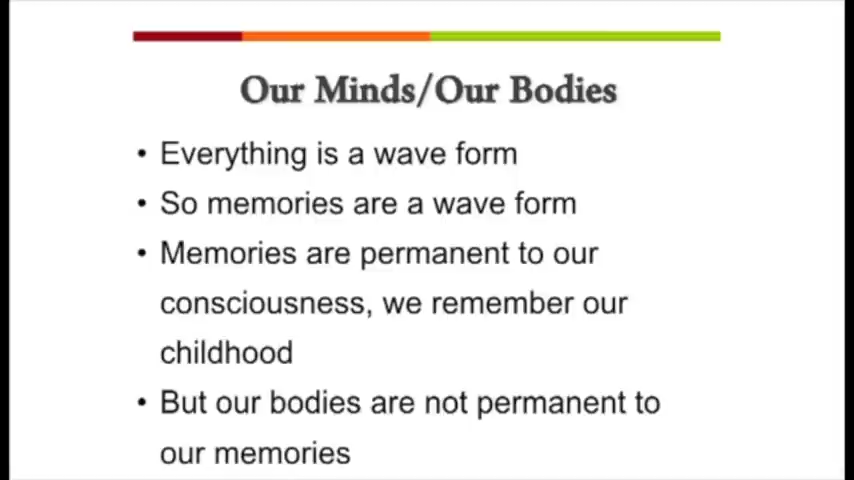 Our Minds/Our Bodies
• Everything is a wave form
• So memories are a wave form
• Memories are permanent to our
consciousness, we remember our
childhood
• But our bodies are not permanent to
our memories